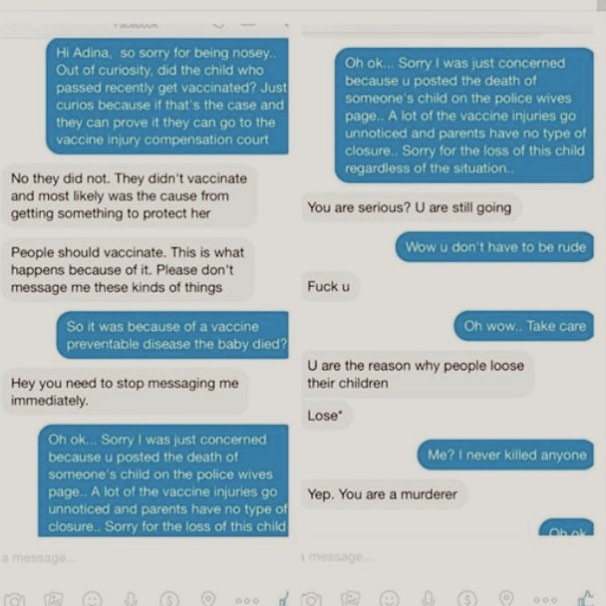 Hi Adina, so sorry for being nosey..
Out of curiosity, did the child who
passed recently get vaccinated? Just
curios because if that's the case and
they can prove it they can go to the
vaccine injury compensation court
No they did not. They didn't vaccinate
and most likely was the cause from
getting something to protect her
People should vaccinate. This is what
happens because of it. Please don't
message me these kinds of things
So it was because of a vaccine
preventable disease the baby died?
Hey you need to stop messaging me
immediately.
Oh ok... Sorry I was just concerned
because u posted the death of
someone's child on the police wives
page.. A lot of the vaccine injuries go
unnoticed and parents have no type of
closure.. Sorry for the loss of this child
a message...
Oh ok... Sorry I was just concerned
because u posted the death of
someone's child on the police wives
page.. A lot of the vaccine injuries go
unnoticed and parents have no type of
closure.. Sorry for the loss of this child
regardless of the situation..
You are serious? U are still going
Wow u don't have to be rude
Fuck u
Oh wow.. Take care
U are the reason why people loose
their children
Lose*
Me? I never killed anyone
Yep. You are a murderer
Oh ok
message...